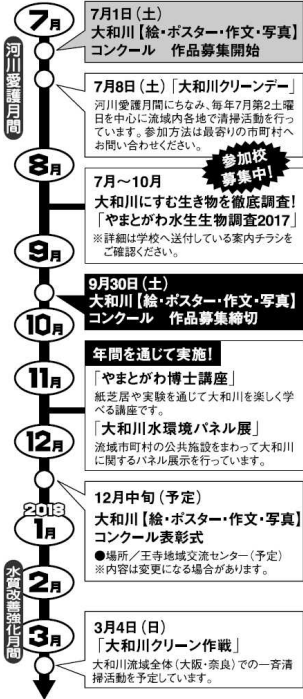 7月
河川愛護月間
7月1日（土）
大和川【絵・ポスター・作文・写真】
コンクール　作品募集開始
7月8日（土）「大和川クリーンデー」
河川愛護月間にちなみ、毎年7月第2土曜
日を中心に流域内各地で清掃活動を行っ
ています。参加方法は最寄りの市町村へ
お問い合わせください。
8月
参加校
募集中！
7月～10月
大和川にすむ生き物を徹底調査！
「やまとがわ水生生物調査2017」
※詳細は学校へ送付している案内チラシを
ご確認ください。
9月
9月30日（土）
大和川【絵・ポスター・作文・写真】
コンクール　作品募集締切
10月
年間を通じて実施！
11月
「やまとがわ博士講座」
紙芝居や実験を通じて大和川を楽しく学
べる講座です。
「大和川水環境パネル展」
流域市町村の公共施設をまわって大和川
に関するパネル展示を行っています。
12月
12月中旬（予定）
大和川【絵・ポスター・作文・写真】
コンクール表彰式
●場所／王寺地域交流センター（予定）
※内容は変更になる場合があります。
2018
1月
2月
水質改善強化月間
3月
3月4日（日）
「大和川クリーン作戦」
大和川流域全体（大阪・奈良）での一斉清
掃活動を予定しています。